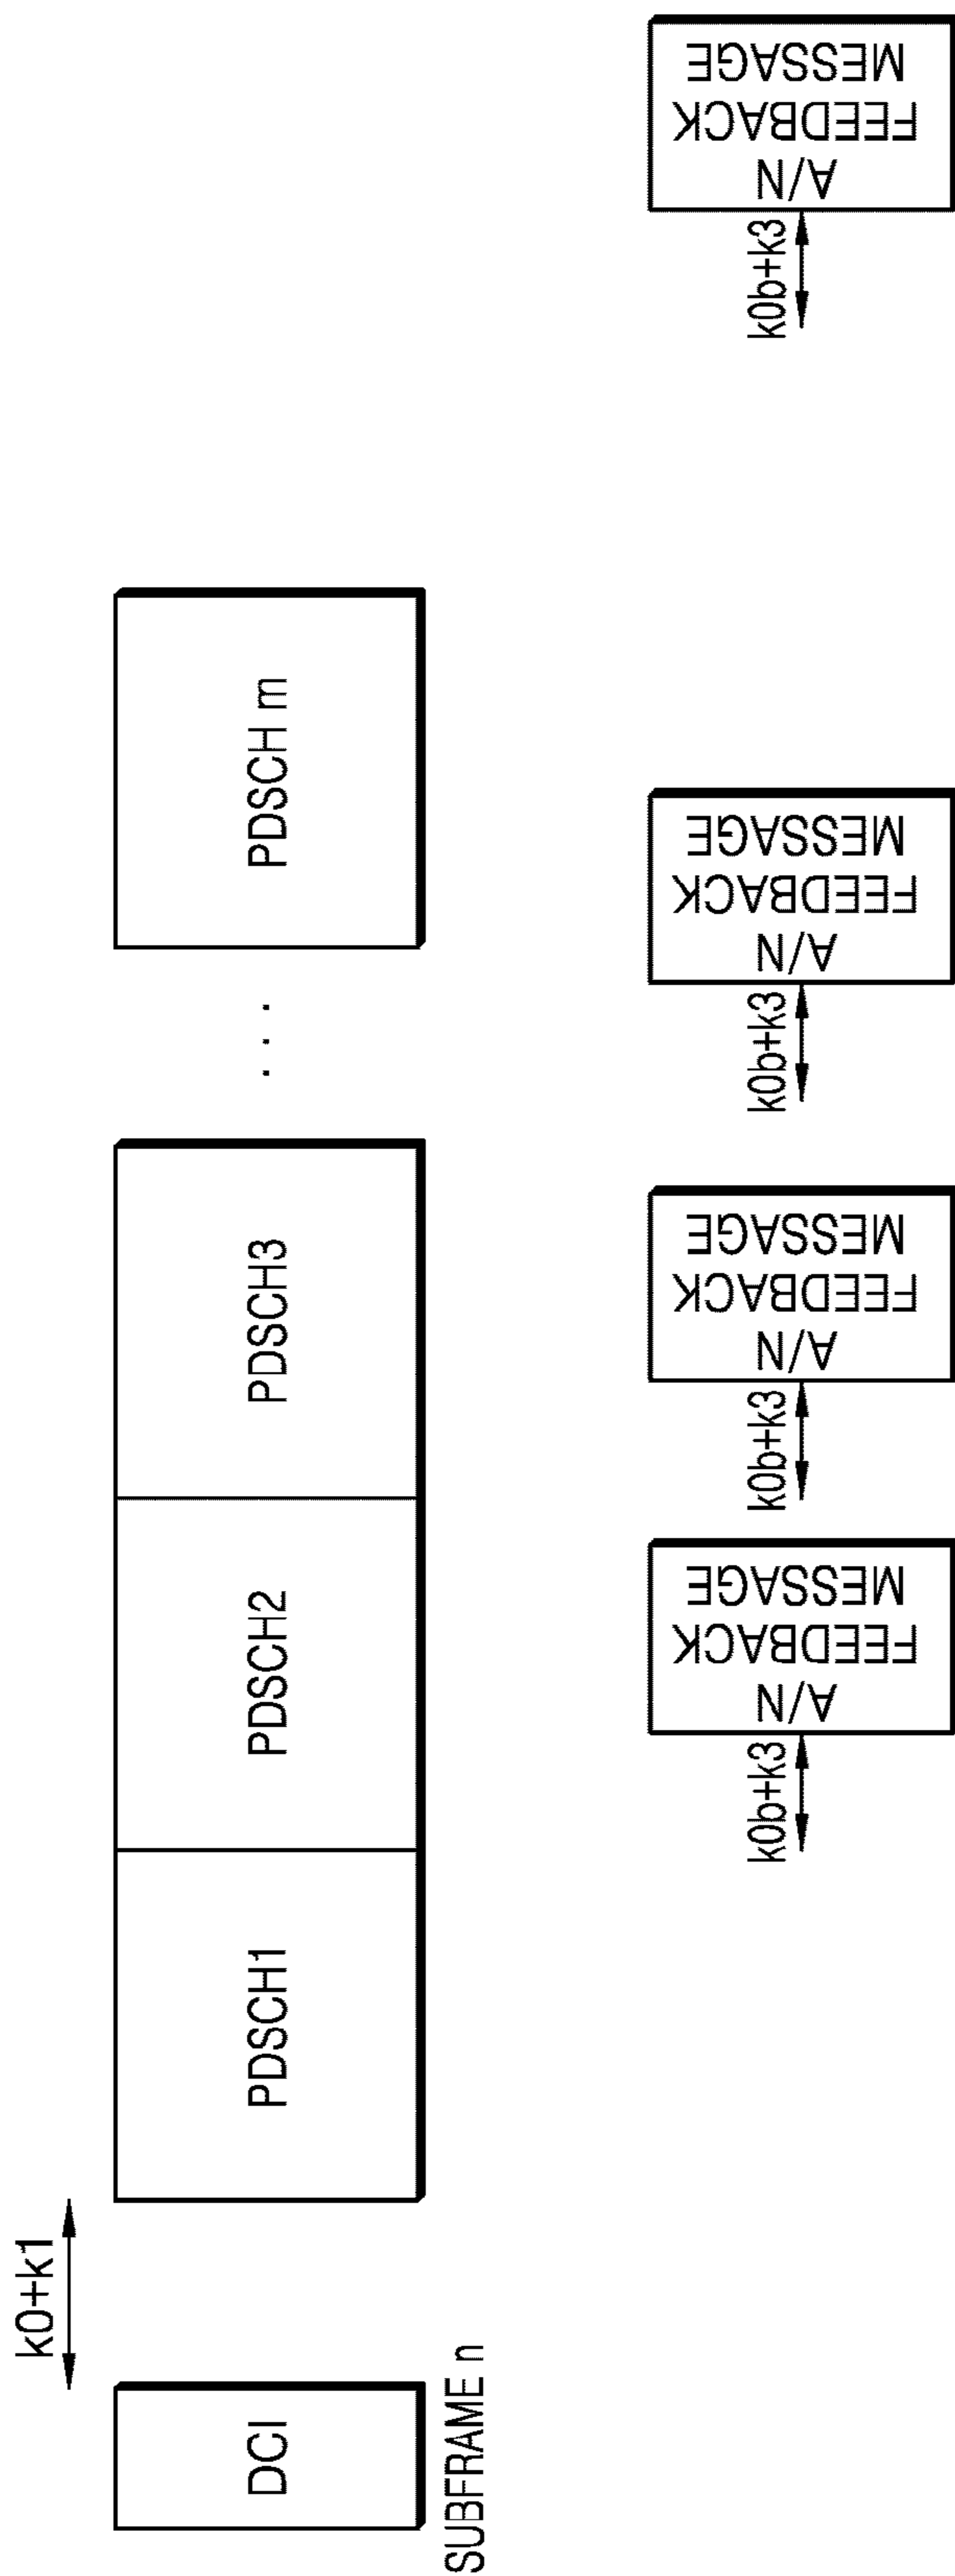 k0+k1
DCI
PDSCH1
PDSCH2
PDSCH3
. . .
PDSCH m
SUBFRAME n
k0b+k3
A/N
FEEDBACK
MESSAGE
k0b+k3
A/N
FEEDBACK
MESSAGE
k0b+k3
A/N
FEEDBACK
MESSAGE
k0b+k3
A/N
FEEDBACK
MESSAGE